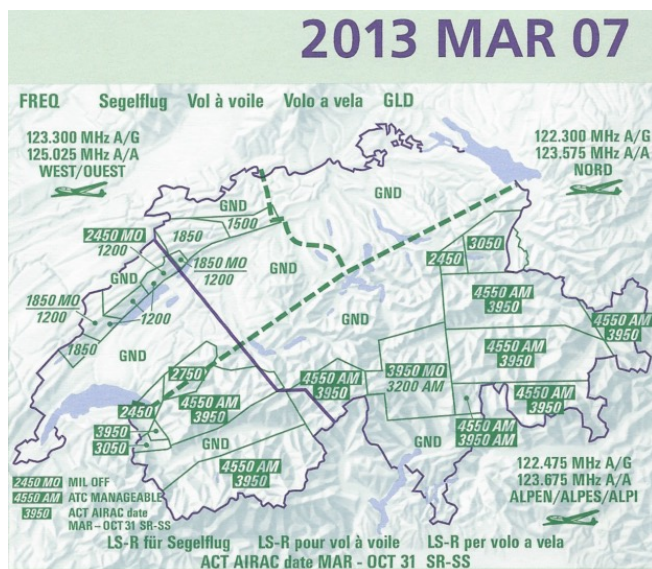 2013 MAR 07
FREQ Segelflug Vol à voile Volo a vela GLD
123.300 MHz A/G
125.025 MHz A/A
WEST/OUEST
122.300 MHz A/G
123.575 MHz A/A
NORD
GND
GND
1500
1850
2450 MO
1200
GND
1850 MO
1200
1850 MO
1200
1200
1850
GND
GND
GND
3050
2450
4550 AM
3950
4550 AM
3950
4550 AM
3950
4550 AM
3950
3950 MO
3200 AM
4550 AM
3950
2750
4550 AM
3950
2450
3950
3050
GND
4550 AM
3950
4550 AM
3950 AM
GND
122.475 MHz A/G
123.675 MHz A/A
ALPEN/ALPES/ALPI
2450 MO MIL OFF
4550 AM ATC MANAGEABLE
3950 ACT AIRAC date
MAR – OCT 31 SR-SS
LS-R für Segelflug LS-R pour vol à voile LS-R per volo a vela
ACT AIRAC date MAR - OCT 31 SR-SS